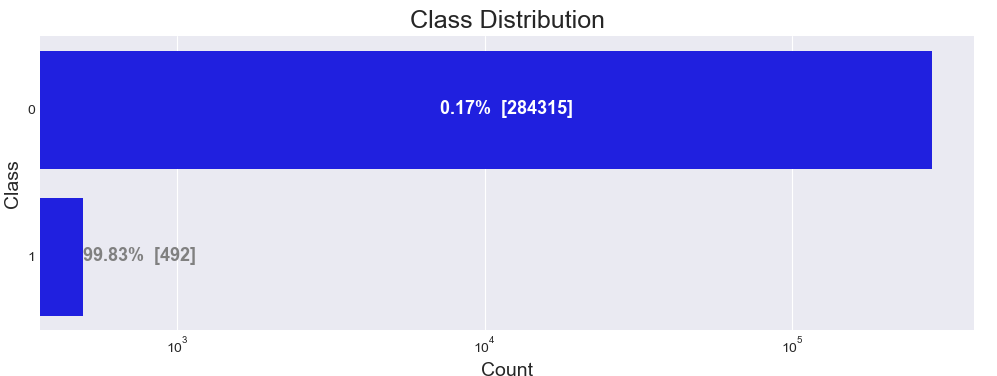 Class Distribution
Class
0
0.17% [284315]
1
99.83% [492]
10³
10⁴
10⁵
Count